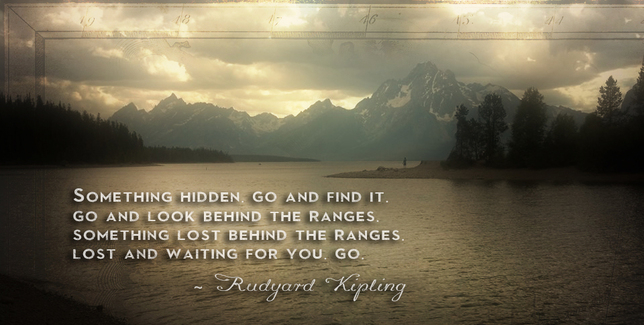 Something hidden. Go and find it.
Go and look behind the Ranges.
Something lost behind the Ranges.
Lost and waiting for you. Go.
~ Rudyard Kipling